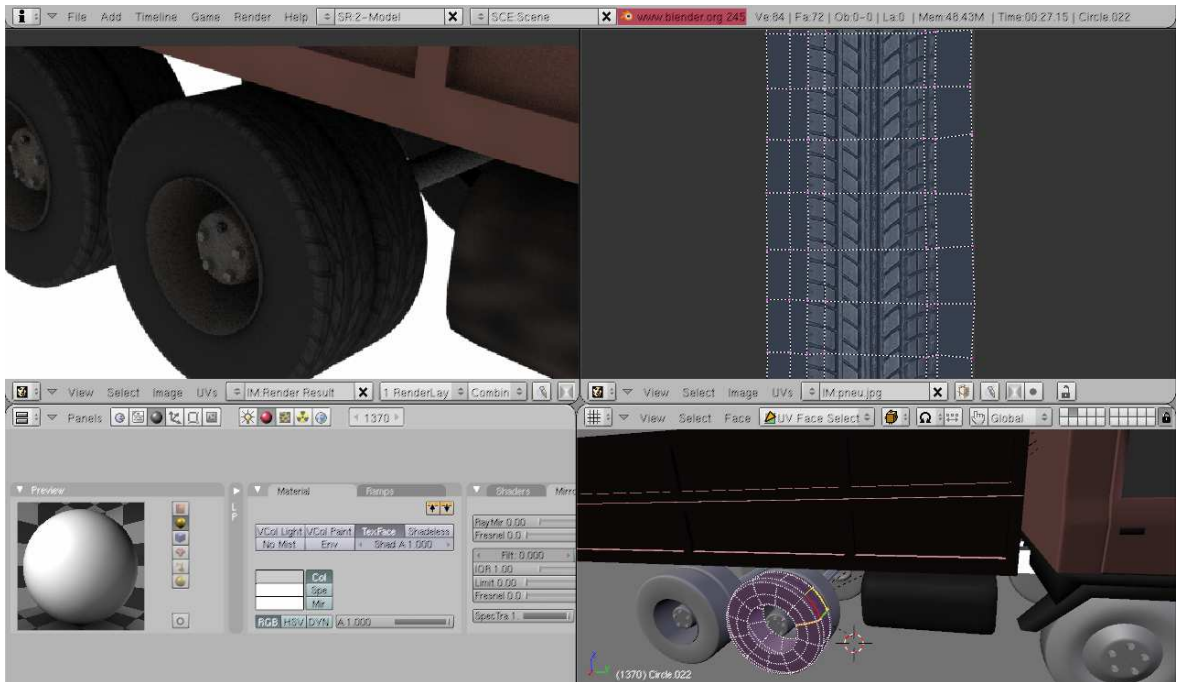 File Add Timeline Game Render Help SR:2-Model SCE:Scene www.blender.org 245 Ve:84 | Fa:72 | Ob:0-0 | La:0 | Mem:48.43M | Time:00:27.15 | Circle.022
View Select Image UVs IM:Render Result 1 RenderLay Combin
View Select Image UVs IM:pneu.jpg
Panels 1370
View Select Face UV Face Select Global
Preview
L
P
Material Ramps
VCol Light VCol Paint TexFace Shadeless
No Mist Env Shad A 1.000
Col
Spe
Mir
RGB HSV DYN A 1.000
Shaders Mirro
RayMir 0.00
Fresnel 0.0
Filt: 0.000
IOR 1.00
Limit 0.00
Fresnel 0.0
SpecTra 1
(1370) Circle.022